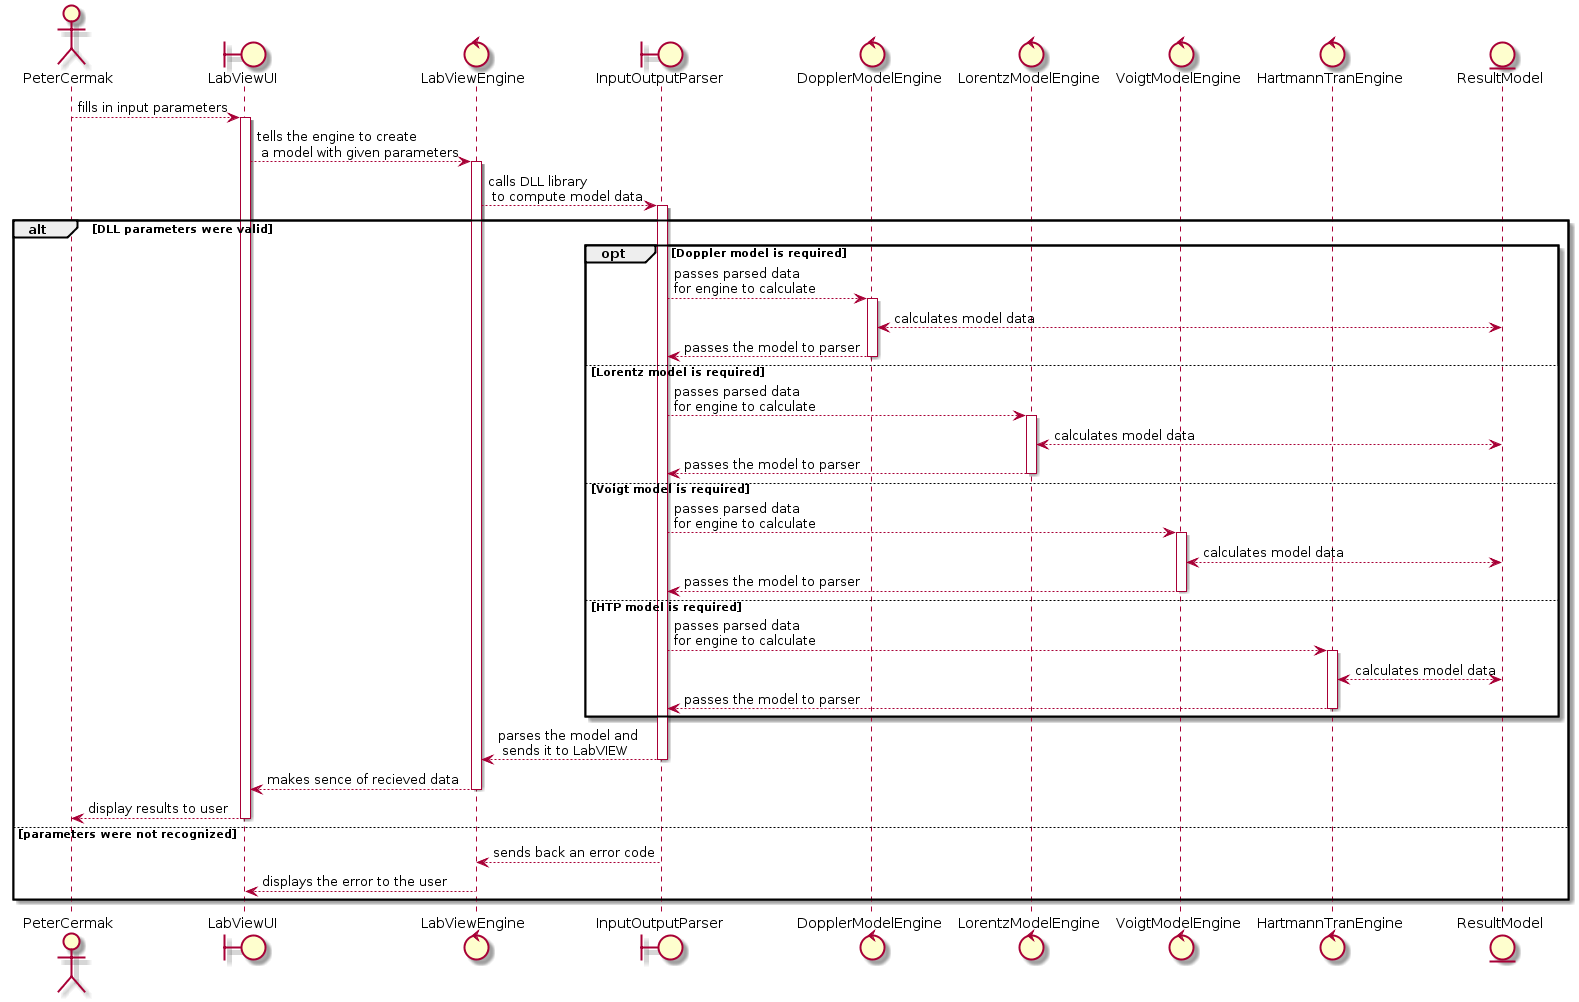 PeterCermak
LabViewUI
LabViewEngine
InputOutputParser
DopplerModelEngine
LorentzModelEngine
VoigtModelEngine
HartmannTranEngine
ResultModel
fills in input parameters
tells the engine to create
a model with given parameters
calls DLL library
to compute model data
alt
[DLL parameters were valid]
opt
[Doppler model is required]
passes parsed data
for engine to calculate
calculates model data
passes the model to parser
[Lorentz model is required]
passes parsed data
for engine to calculate
calculates model data
passes the model to parser
[Voigt model is required]
passes parsed data
for engine to calculate
calculates model data
passes the model to parser
[HTP model is required]
passes parsed data
for engine to calculate
calculates model data
passes the model to parser
parses the model and
sends it to LabVIEW
makes sence of recieved data
display results to user
[parameters were not recognized]
sends back an error code
displays the error to the user
PeterCermak
LabViewUI
LabViewEngine
InputOutputParser
DopplerModelEngine
LorentzModelEngine
VoigtModelEngine
HartmannTranEngine
ResultModel